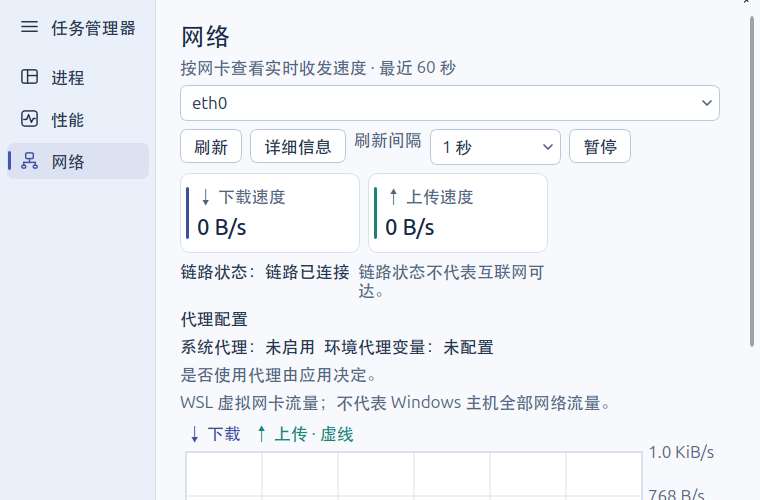 任务管理器
进程
性能
网络
网络
按网卡查看实时收发速度 · 最近 60 秒
eth0
刷新 详细信息 刷新间隔 1 秒 暂停
↓ 下载速度
0 B/s
↑ 上传速度
0 B/s
链路状态：链路已连接 链路状态不代表互联网可
达。
代理配置
系统代理：未启用 环境代理变量：未配置
是否使用代理由应用决定。
WSL 虚拟网卡流量；不代表 Windows 主机全部网络流量。
↓ 下载 ↑ 上传 · 虚线
1.0 KiB/s
768 B/s